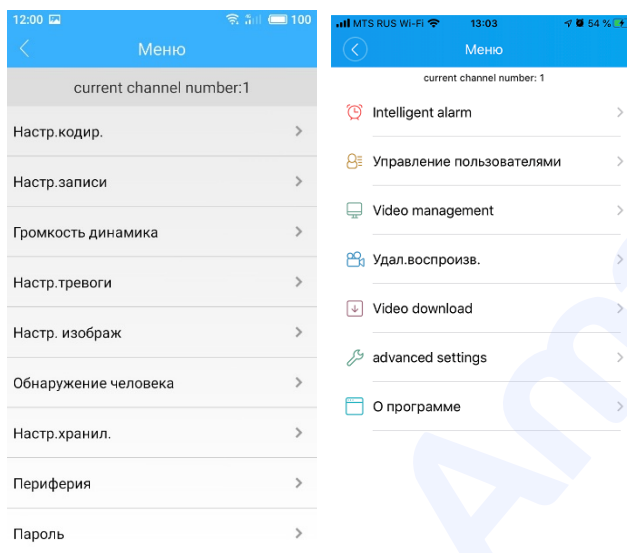 12:00 100
Меню
current channel number:1
Настр.кодир.
Настр.записи
Громкость динамика
Настр.тревоги
Настр. изображ
Обнаружение человека
Настр.хранил.
Периферия
Пароль
MTS RUS Wi-Fi 13:03 54 %
Меню
current channel number: 1
Intelligent alarm
Управление пользователями
Video management
Удал.воспроизв.
Video download
advanced settings
О программе
Am